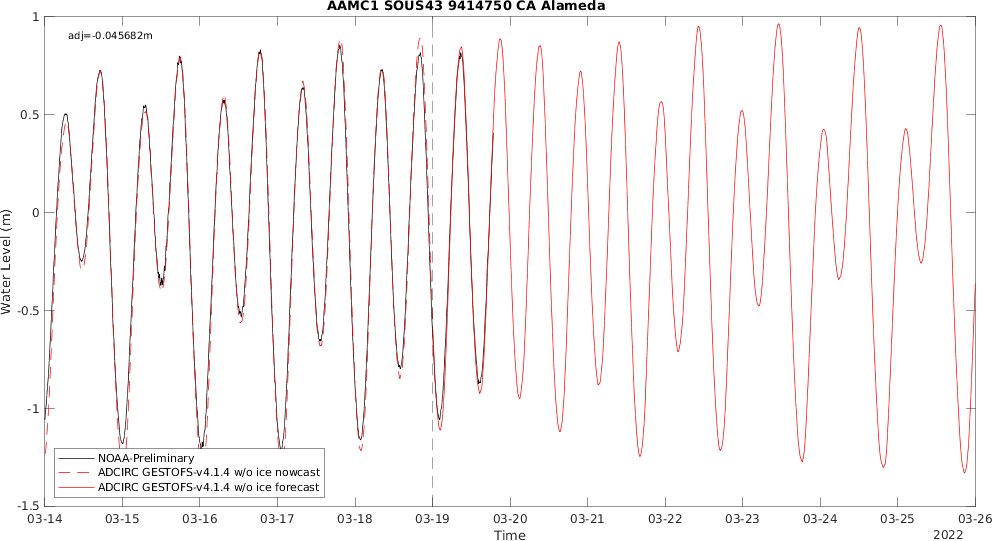 AAMC1 SOUS43 9414750 CA Alameda
adj=-0.045682m
1
0.5
0
-0.5
-1
-1.5
Water Level (m)
NOAA-Preliminary
ADCIRC GESTOFS-v4.1.4 w/o ice nowcast
ADCIRC GESTOFS-v4.1.4 w/o ice forecast
03-14 03-15 03-16 03-17 03-18 03-19 03-20 03-21 03-22 03-23 03-24 03-25 03-26
Time
2022